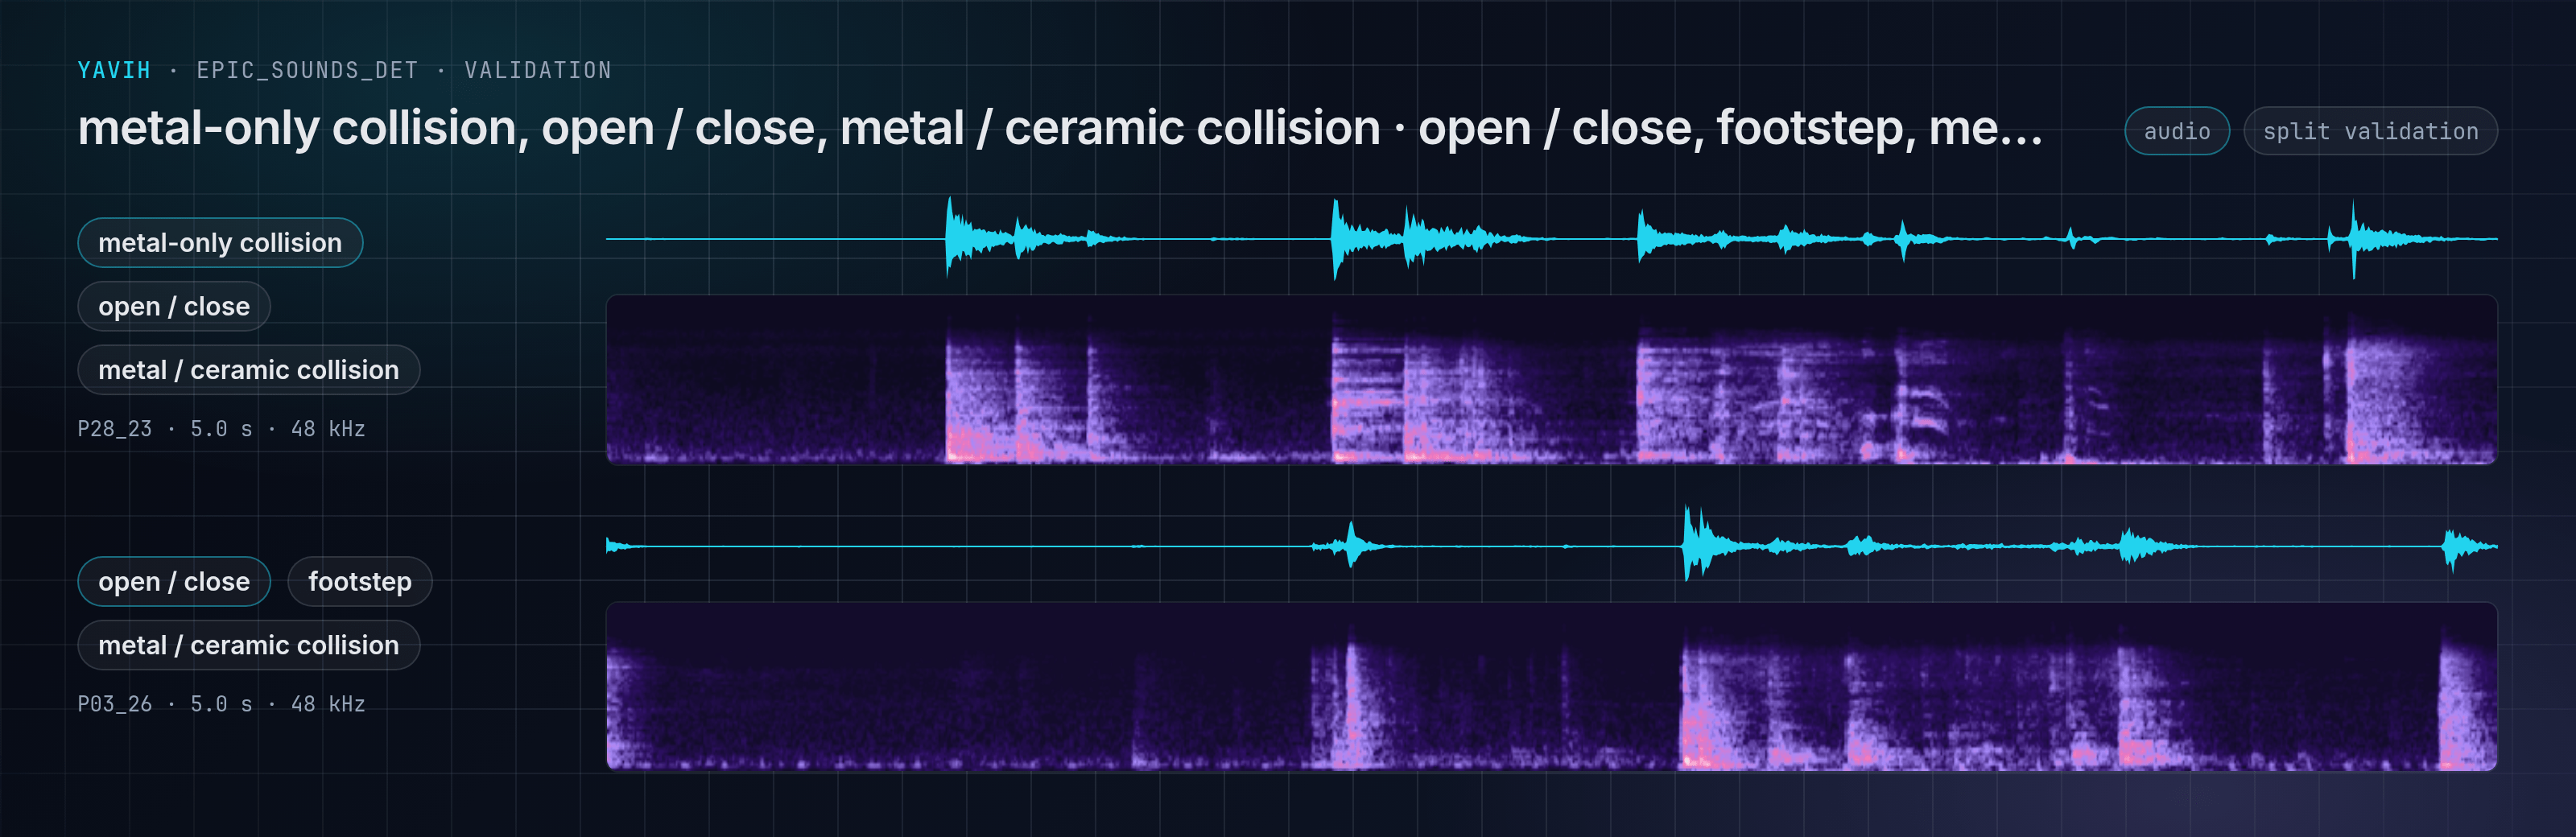 YAVIH · EPIC_SOUNDS_DET · VALIDATION
metal-only collision, open / close, metal / ceramic collision · open / close, footstep, me...
audio
split validation
metal-only collision
open / close
metal / ceramic collision
P28_23 · 5.0 s · 48 kHz
open / close footstep
metal / ceramic collision
P03_26 · 5.0 s · 48 kHz